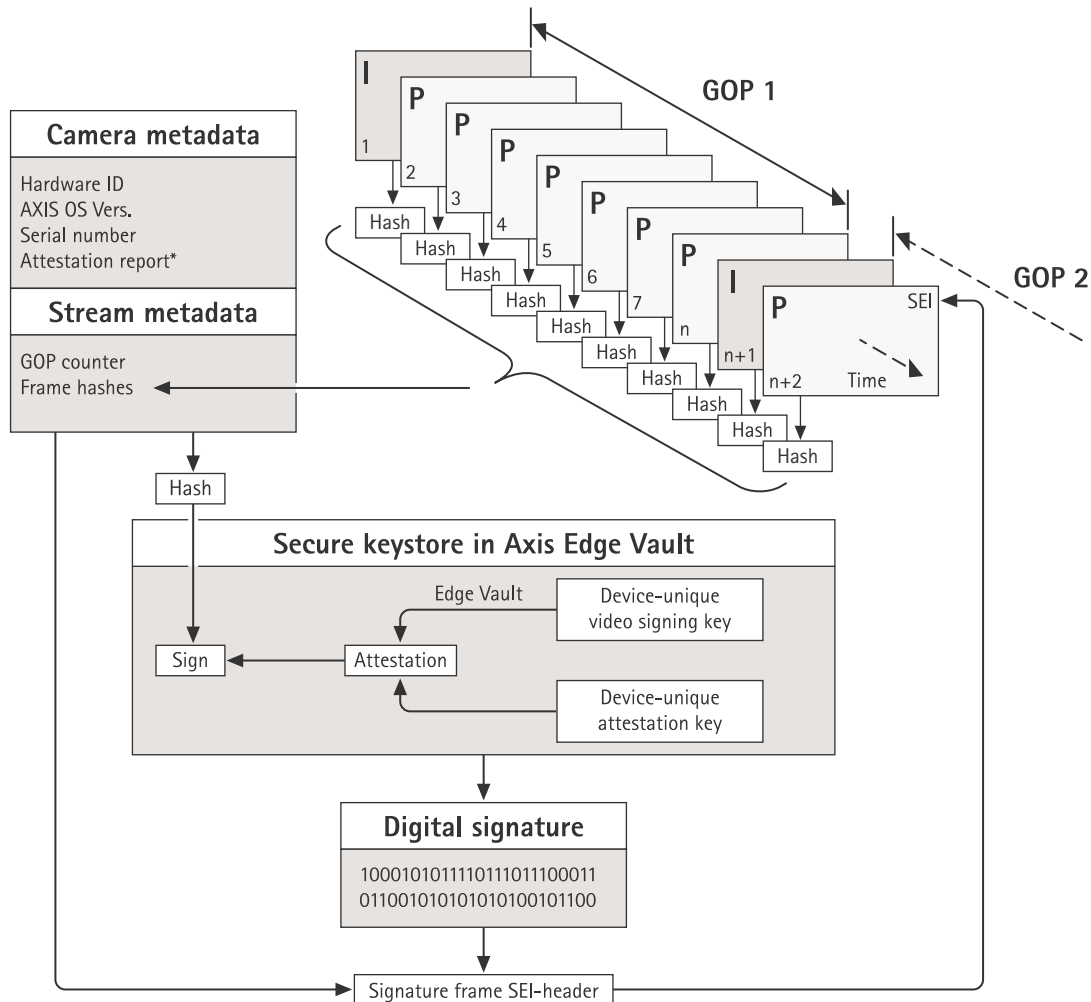 GOP 1
I
1
P
2
P
3
P
4
P
5
P
6
P
7
P
n
I
n+1
P
SEI
n+2
Time
GOP 2
Hash
Hash
Hash
Hash
Hash
Hash
Hash
Hash
Hash
Hash
Camera metadata
Hardware ID
AXIS OS Vers.
Serial number
Attestation report*
Stream metadata
GOP counter
Frame hashes
Hash
Secure keystore in Axis Edge Vault
Edge Vault
Device-unique
video signing key
Sign
Attestation
Device-unique
attestation key
Digital signature
1000101011110111011100011
011001010101010100101100
Signature frame SEI-header